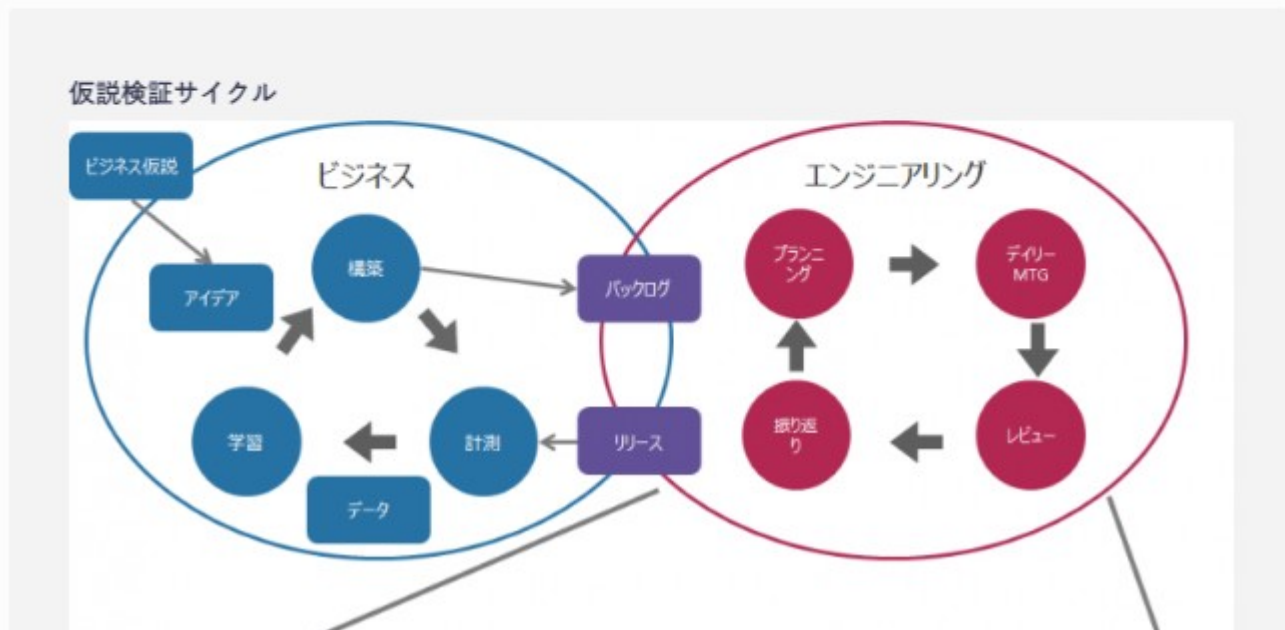 仮説検証サイクル
ビジネス仮説
ビジネス
エンジニアリング
アイデア
構築
バックログ
プランニ
ング
デイリー
MTG
学習
計測
リリース
振り返
り
レビュー
データ